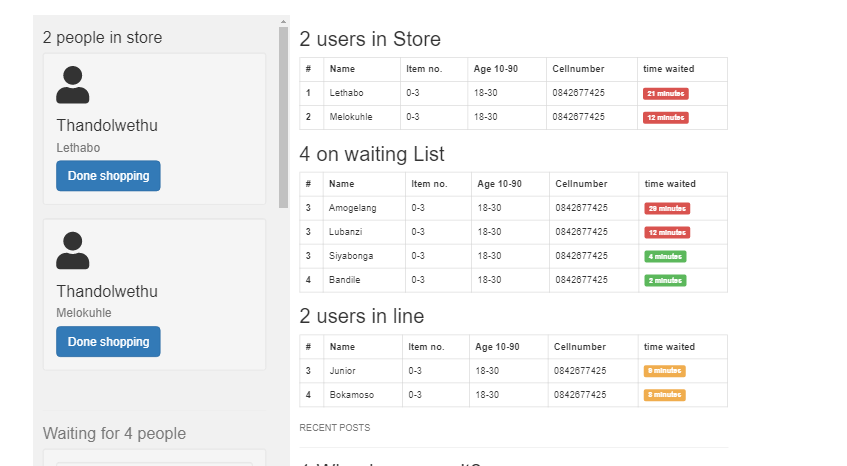 2 people in store
Thandolwethu
Lethabo
Done shopping
Thandolwethu
Melokuhle
Done shopping
Waiting for 4 people
2 users in Store
# Name Item no. Age 10-90 Cellnumber time waited
1 Lethabo 0-3 18-30 0842677425 21 minutes
2 Melokuhle 0-3 18-30 0842677425 12 minutes
4 on waiting List
# Name Item no. Age 10-90 Cellnumber time waited
3 Amogelang 0-3 18-30 0842677425 29 minutes
3 Lubanzi 0-3 18-30 0842677425 12 minutes
3 Siyabonga 0-3 18-30 0842677425 4 minutes
4 Bandile 0-3 18-30 0842677425 2 minutes
2 users in line
# Name Item no. Age 10-90 Cellnumber time waited
3 Junior 0-3 18-30 0842677425 minutes
4 Bokamoso 0-3 18-30 0842677425 3 minutes
RECENT POSTS